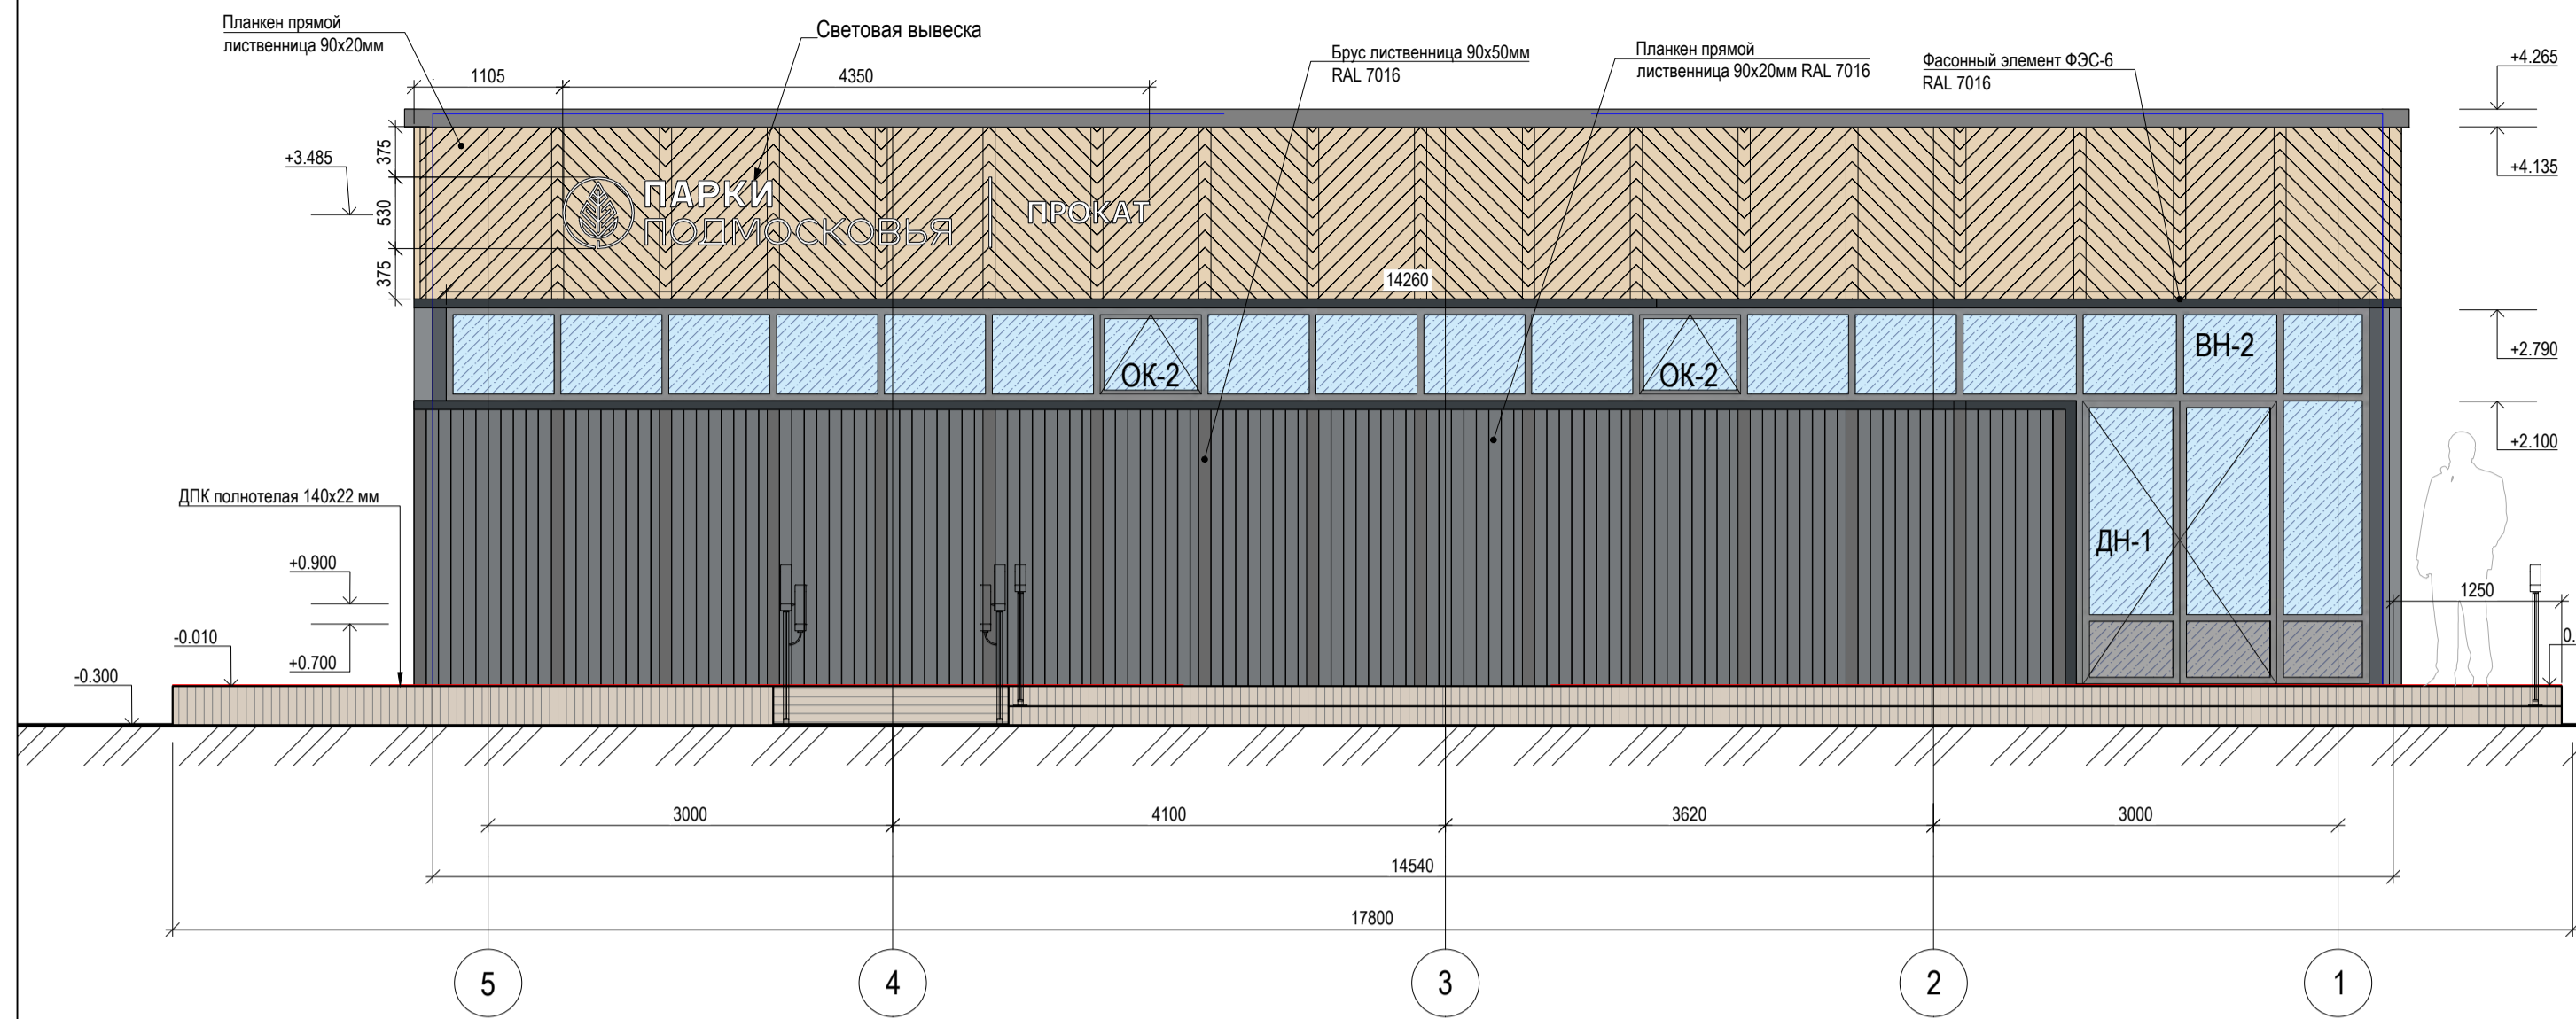 Планкен прямой
лиственница 90х20мм
Световая вывеска
Брус лиственница 90х50мм
RAL 7016
Планкен прямой
лиственница 90х20мм RAL 7016
Фасонный элемент ФЭС-6
RAL 7016
+4.265
1105
4350
375
+3.485
+4.135
530
ПАРКИ
ПОДМОСКОВЬЯ
ПРОКАТ
375
14260
ОК-2
ОК-2
ВН-2
+2.790
+2.100
ДПК полнотелая 140х22 мм
ДН-1
+0.900
1250
-0.010
+0.700
0.
-0.300
3000
4100
3620
3000
14540
17800
5
4
3
2
1